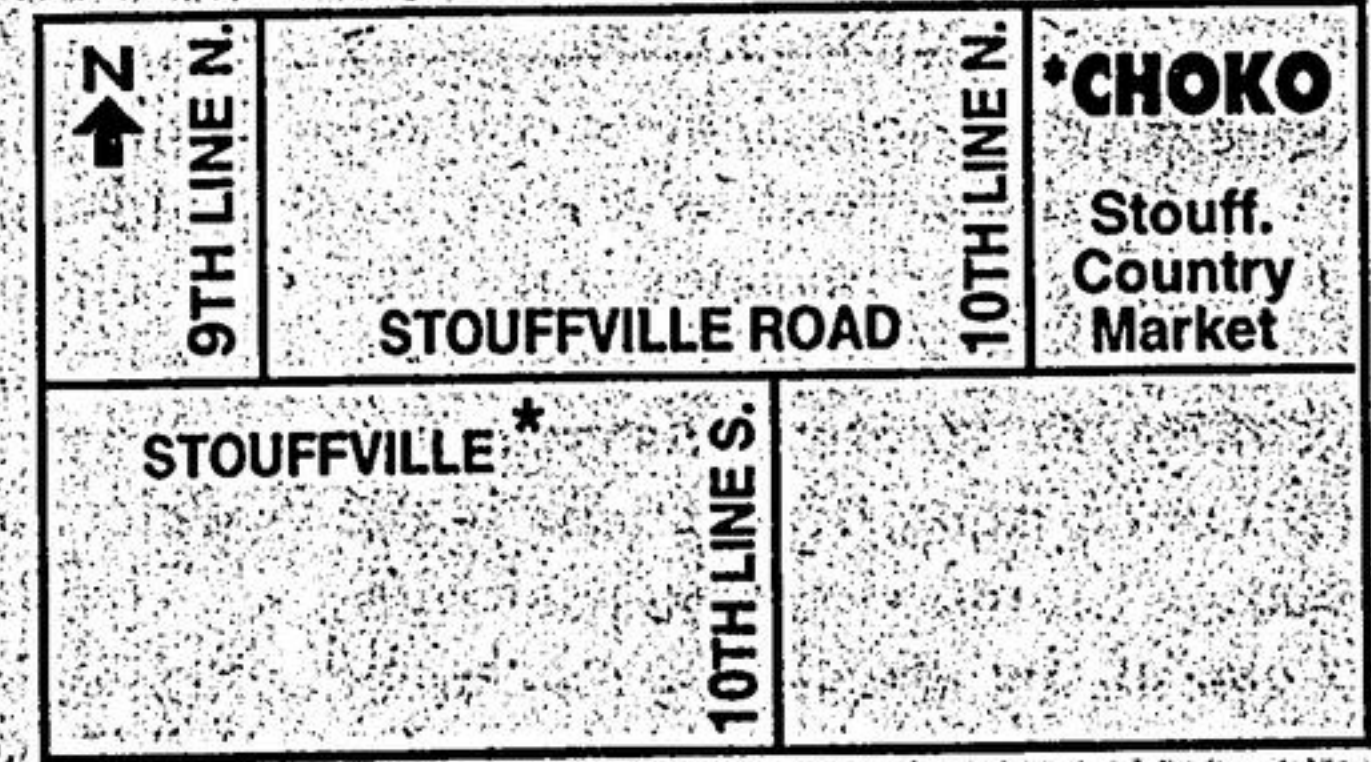 N
9TH LINE N.
10TH LINE N.
*CHOKO
Stouff.
Country
Market
STOUFFVILLE ROAD
STOUFFVILLE *
10TH LINE S.